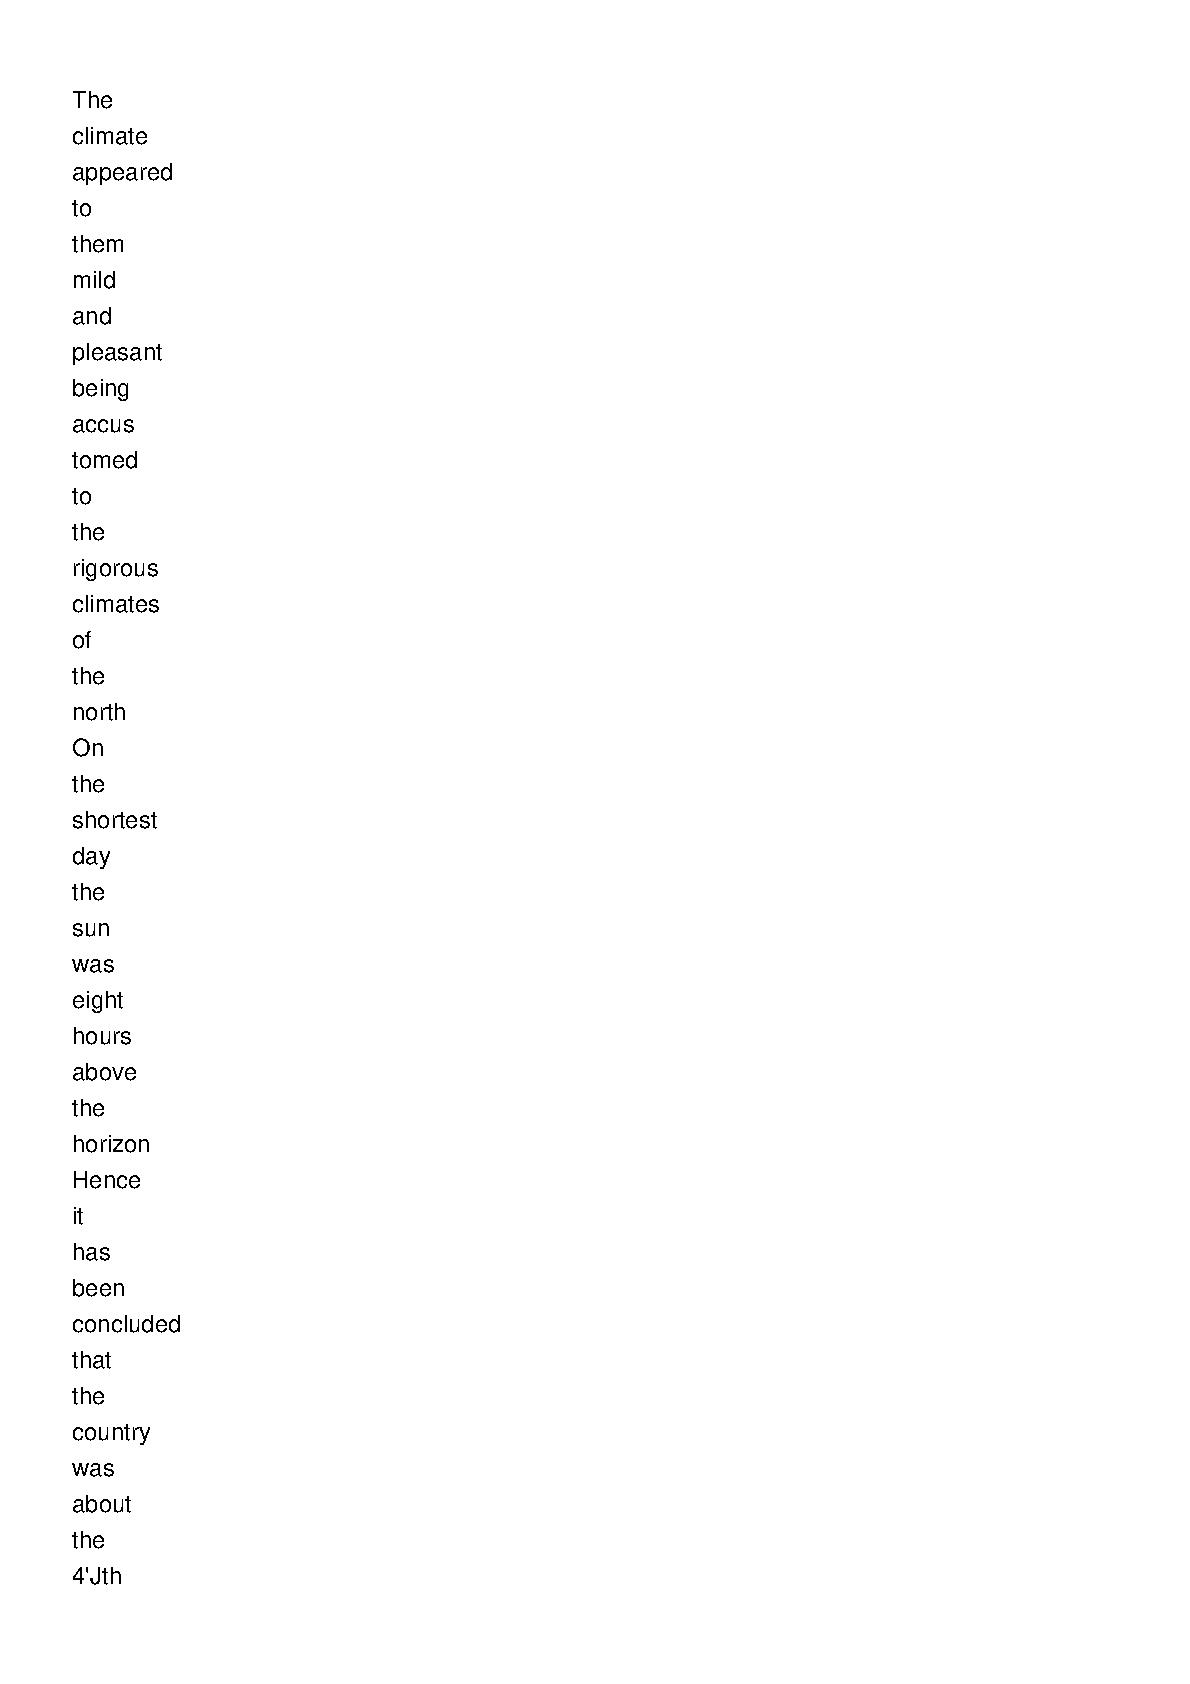 The
climate
appeared
to
them
mild
and
pleasant
being
accus
tomed
to
the
rigorous
climates
of
the
north
On
the
shortest
day
the
sun
was
eight
hours
above
the
horizon
Hence
it
has
been
concluded
that
the
country
was
about
the
4'Jth